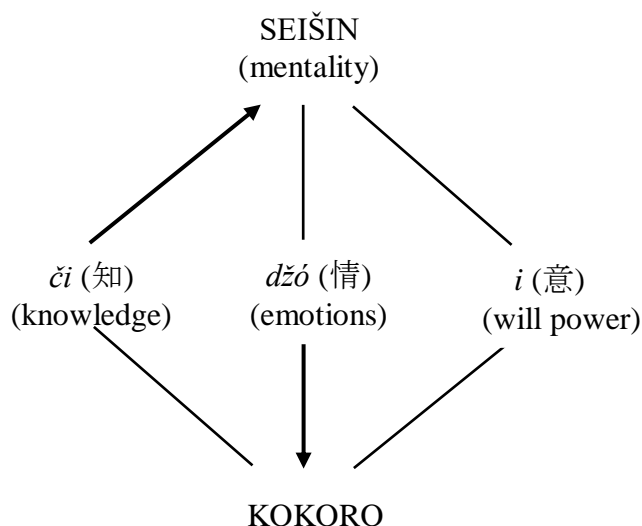 SEIŠIN
(mentality)
či (知)
(knowledge)
džó (情)
(emotions)
i (意)
(will power)
KOKORO